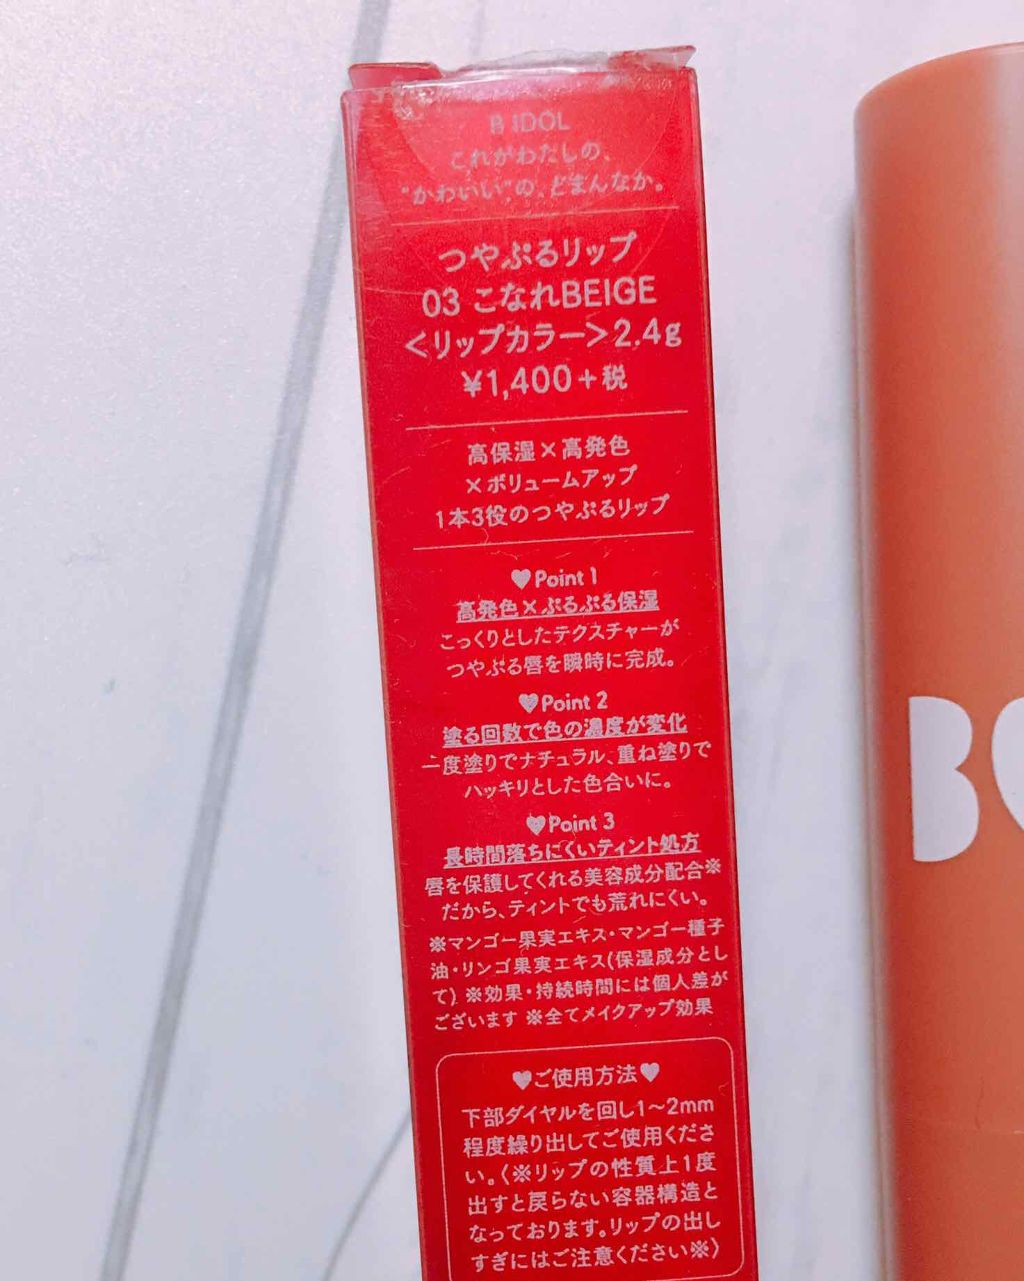 B IDOL
これがわたしの、
"かわいい"の、どまんなか。
つやぷるリップ
03 こなれBEIGE
<リップカラー>2.4g
¥1,400+税
高保湿×高発色
×ボリュームアップ
1本3役のつやぷるリップ
♥Point 1
高発色×ぷるぷる保湿
こっくりとしたテクスチャーが
つやぷる唇を瞬時に完成。
♥Point 2
塗る回数で色の濃度が変化
一度塗りでナチュラル、重ね塗りで
ハッキリとした色合いに。
♥Point 3
長時間落ちにくいティント処方
唇を保護してくれる美容成分配合※
だから、ティントでも荒れにくい。
※マンゴー果実エキス・マンゴー種子
油・リンゴ果実エキス(保湿成分とし
て) ※効果・持続時間には個人差が
ございます ※全てメイクアップ効果
♥ご使用方法♥
下部ダイヤルを回し1～2mm
程度繰り出してご使用くださ
い。〈※リップの性質上1度
出すと戻らない容器構造と
なっております。リップの出し
すぎにはご注意ください※〉
B